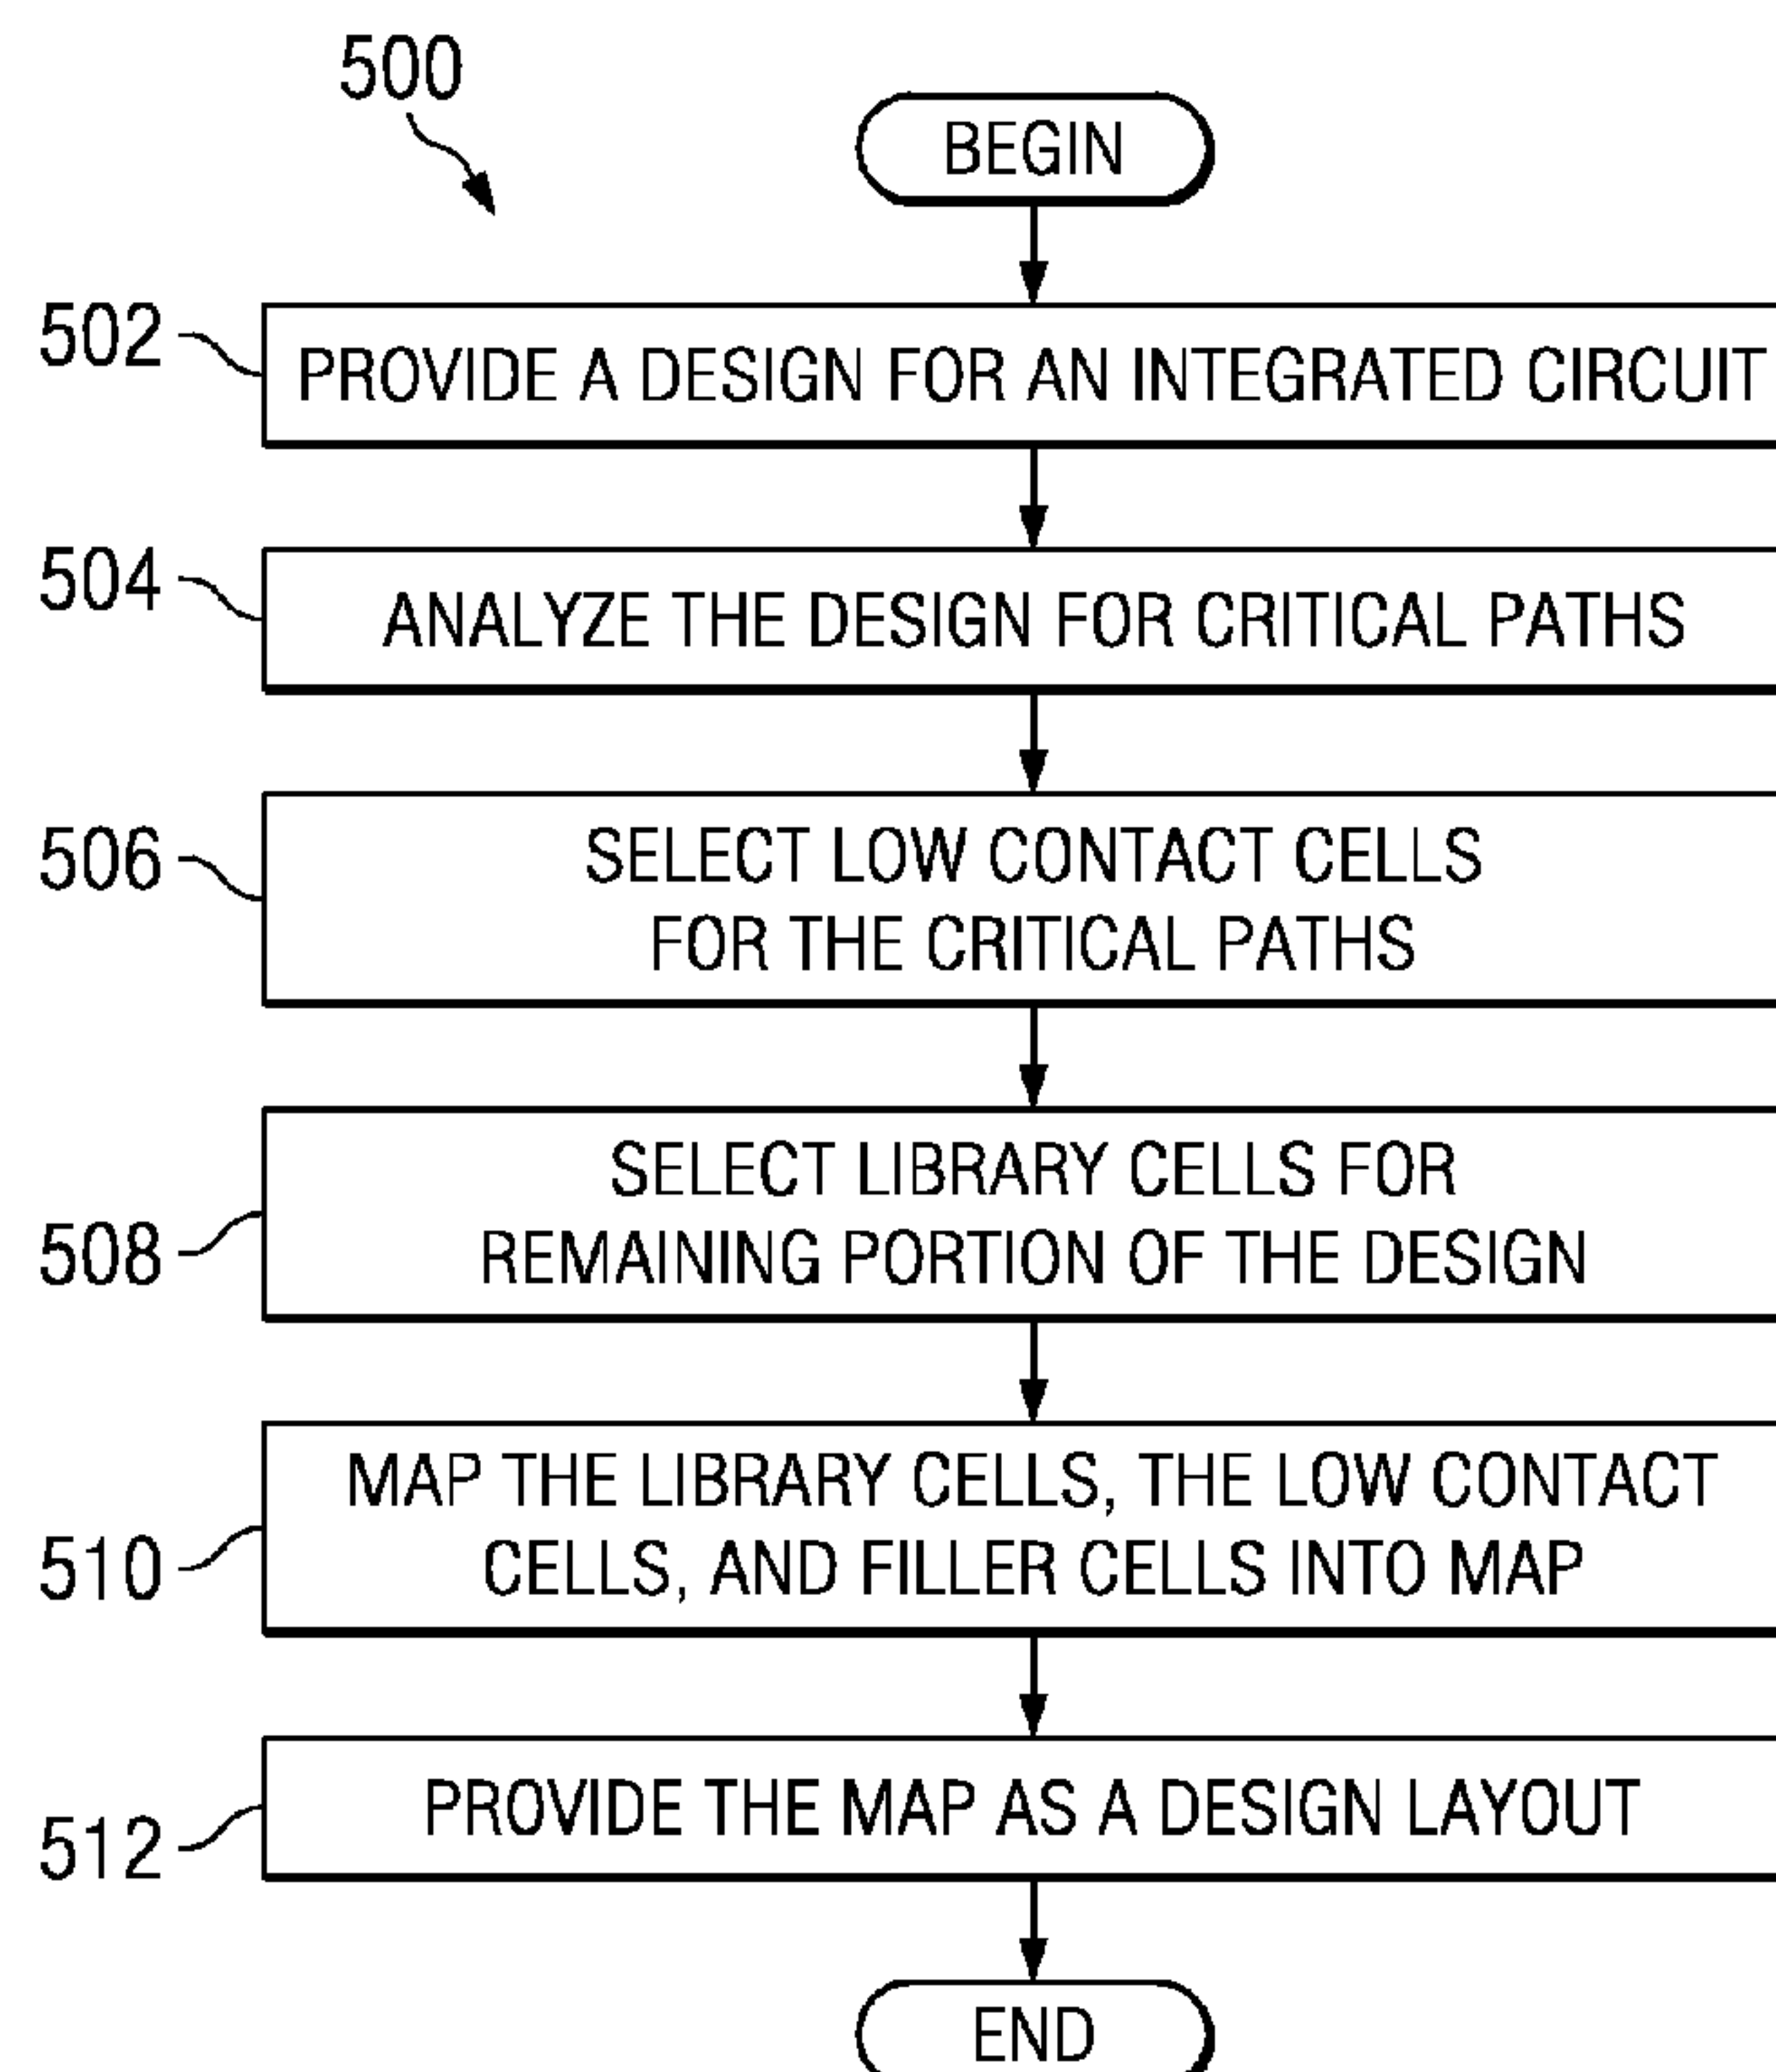 500
BEGIN
502
PROVIDE A DESIGN FOR AN INTEGRATED CIRCUIT
504
ANALYZE THE DESIGN FOR CRITICAL PATHS
506
SELECT LOW CONTACT CELLS
FOR THE CRITICAL PATHS
508
SELECT LIBRARY CELLS FOR
REMAINING PORTION OF THE DESIGN
510
MAP THE LIBRARY CELLS, THE LOW CONTACT
CELLS, AND FILLER CELLS INTO MAP
512
PROVIDE THE MAP AS A DESIGN LAYOUT
END